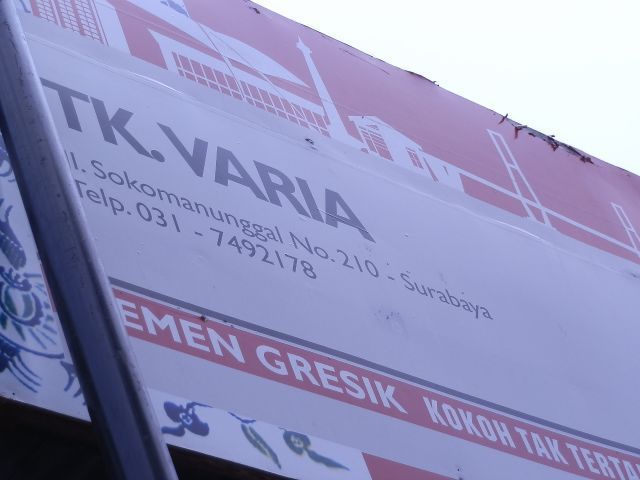 TK. VARIA
Jl. Sokomanunggal No. 210 - Surabaya
Telp. 031 - 7492178
EMEN GRESIK KOKOH TAK TERTA